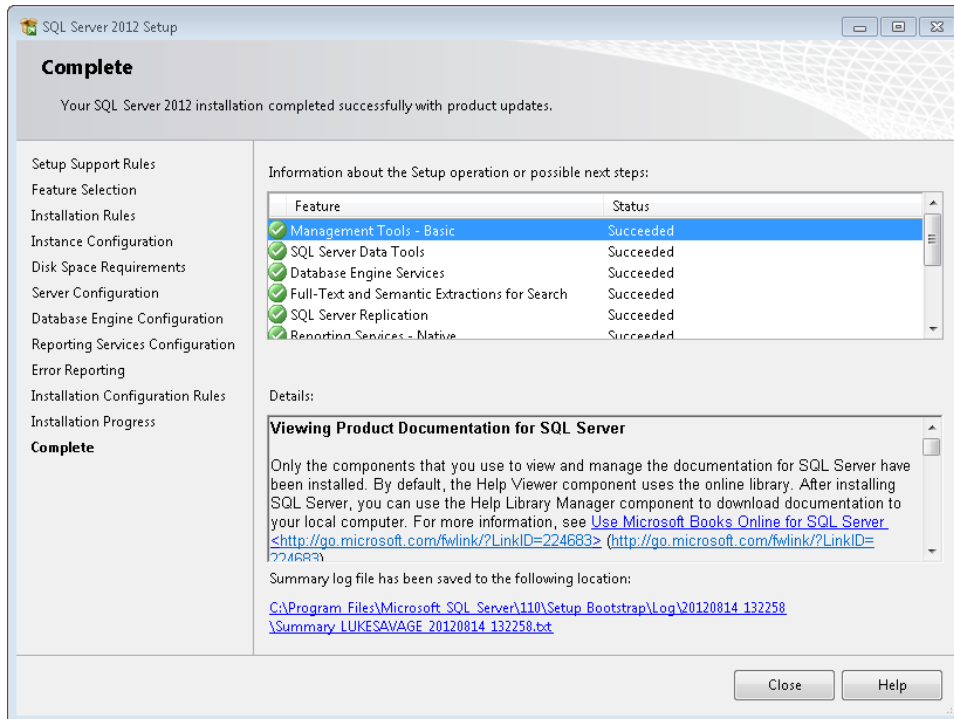 SQL Server 2012 Setup
Complete
Your SQL Server 2012 installation completed successfully with product updates.
Setup Support Rules
Feature Selection
Installation Rules
Instance Configuration
Disk Space Requirements
Server Configuration
Database Engine Configuration
Reporting Services Configuration
Error Reporting
Installation Configuration Rules
Installation Progress
Complete
Information about the Setup operation or possible next steps:
Feature Status
Management Tools - Basic Succeeded
SQL Server Data Tools Succeeded
Database Engine Services Succeeded
Full-Text and Semantic Extractions for Search Succeeded
SQL Server Replication Succeeded
Reporting Services - Native Succeeded
Details:
Viewing Product Documentation for SQL Server
Only the components that you use to view and manage the documentation for SQL Server have
been installed. By default, the Help Viewer component uses the online library. After installing
SQL Server, you can use the Help Library Manager component to download documentation to
your local computer. For more information, see Use Microsoft Books Online for SQL Server
<http://go.microsoft.com/fwlink/?LinkID=224683> (http://go.microsoft.com/fwlink/?LinkID=
224683)
Summary log file has been saved to the following location:
C:\Program Files\Microsoft SQL Server\110\Setup Bootstrap\Log\20120814_132258
\Summary_LUKESAVAGE_20120814_132258.txt
Close Help